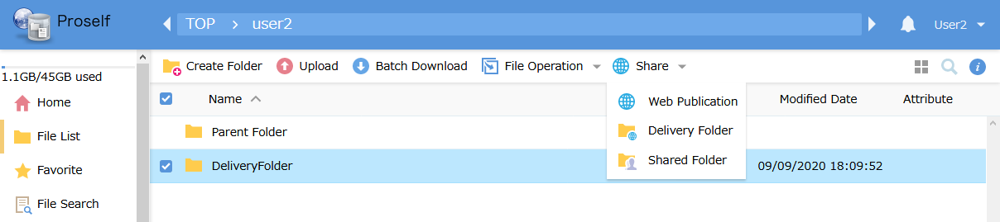 Proself
TOP > user2
User2
1.1GB/45GB used
Home
File List
Favorite
File Search
Create Folder Upload Batch Download File Operation Share
Web Publication
Delivery Folder
Shared Folder
Name Modified Date Attribute
Parent Folder
DeliveryFolder 09/09/2020 18:09:52